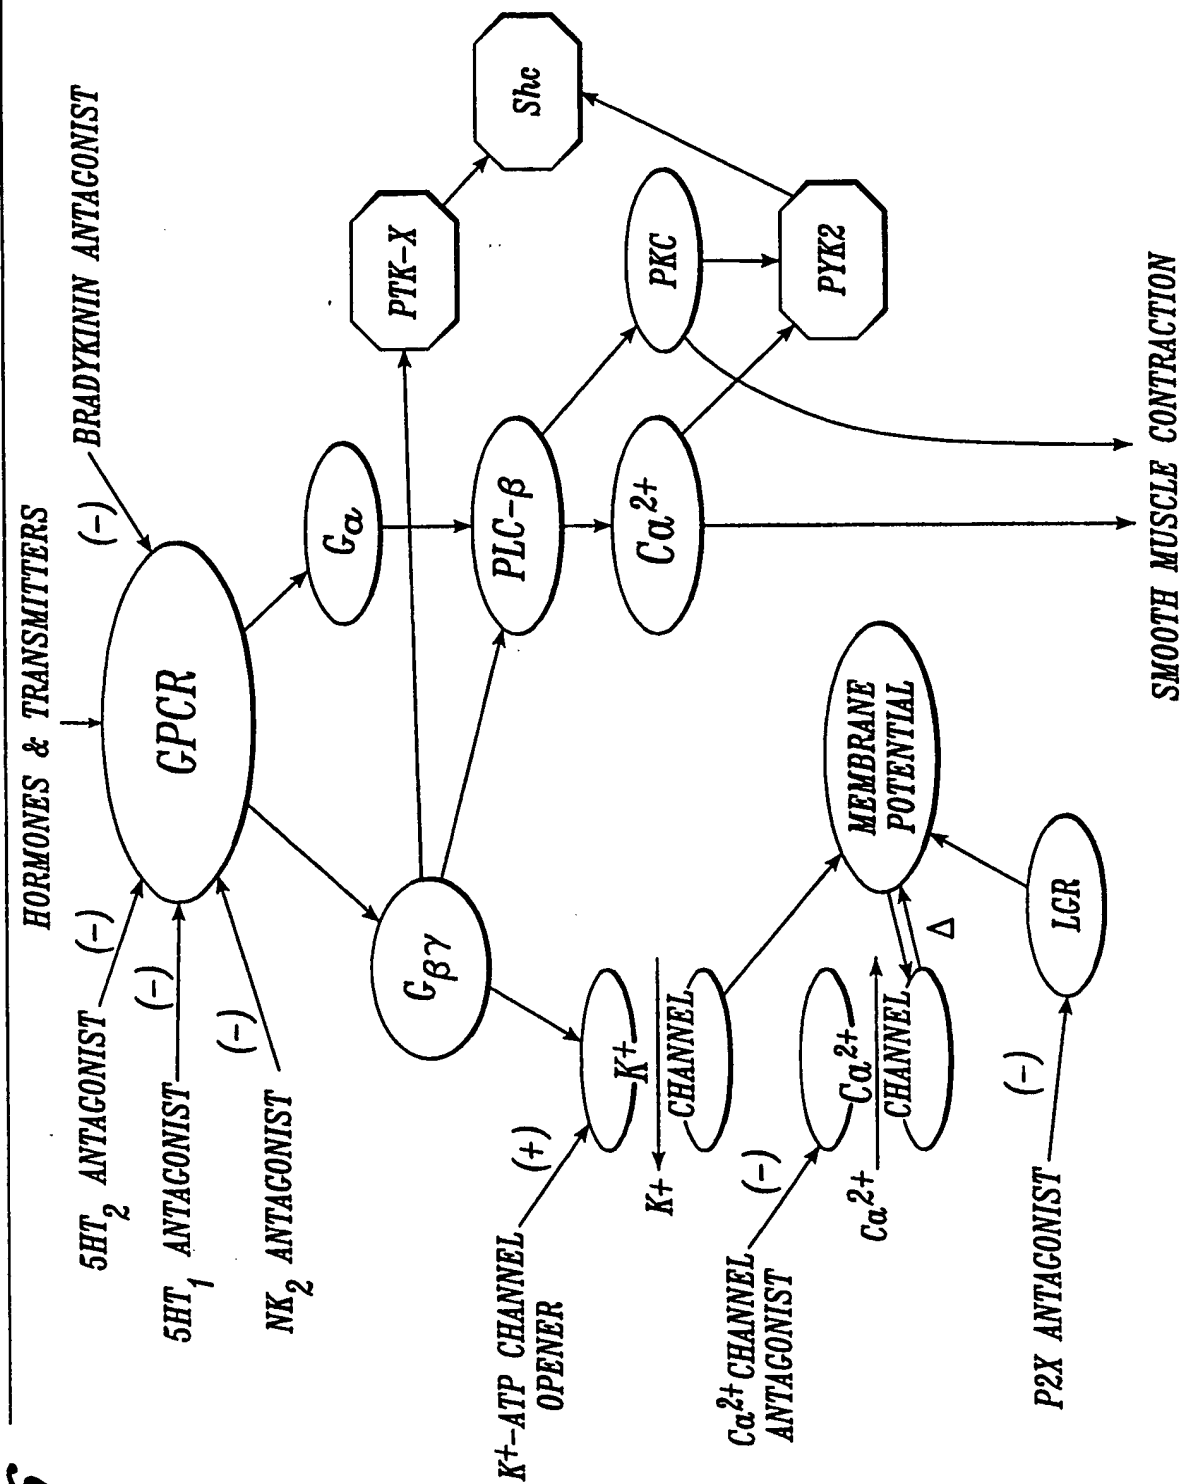 HORMONES & TRANSMITTERS
5HT2 ANTAGONIST
(-)
5HT1 ANTAGONIST
(-)
NK2 ANTAGONIST
(-)
BRADYKININ ANTAGONIST
(-)
GPCR
Gα
Gβγ
PTK-X
Shc
PLC-β
PKC
Ca2+
PYK2
K+-ATP CHANNEL
OPENER
(+)
K+
CHANNEL
K+
Ca2+ CHANNEL
ANTAGONIST
(-)
Ca2+
CHANNEL
Ca2+
Δ
MEMBRANE
POTENTIAL
P2X ANTAGONIST
(-)
LGR
SMOOTH MUSCLE CONTRACTION